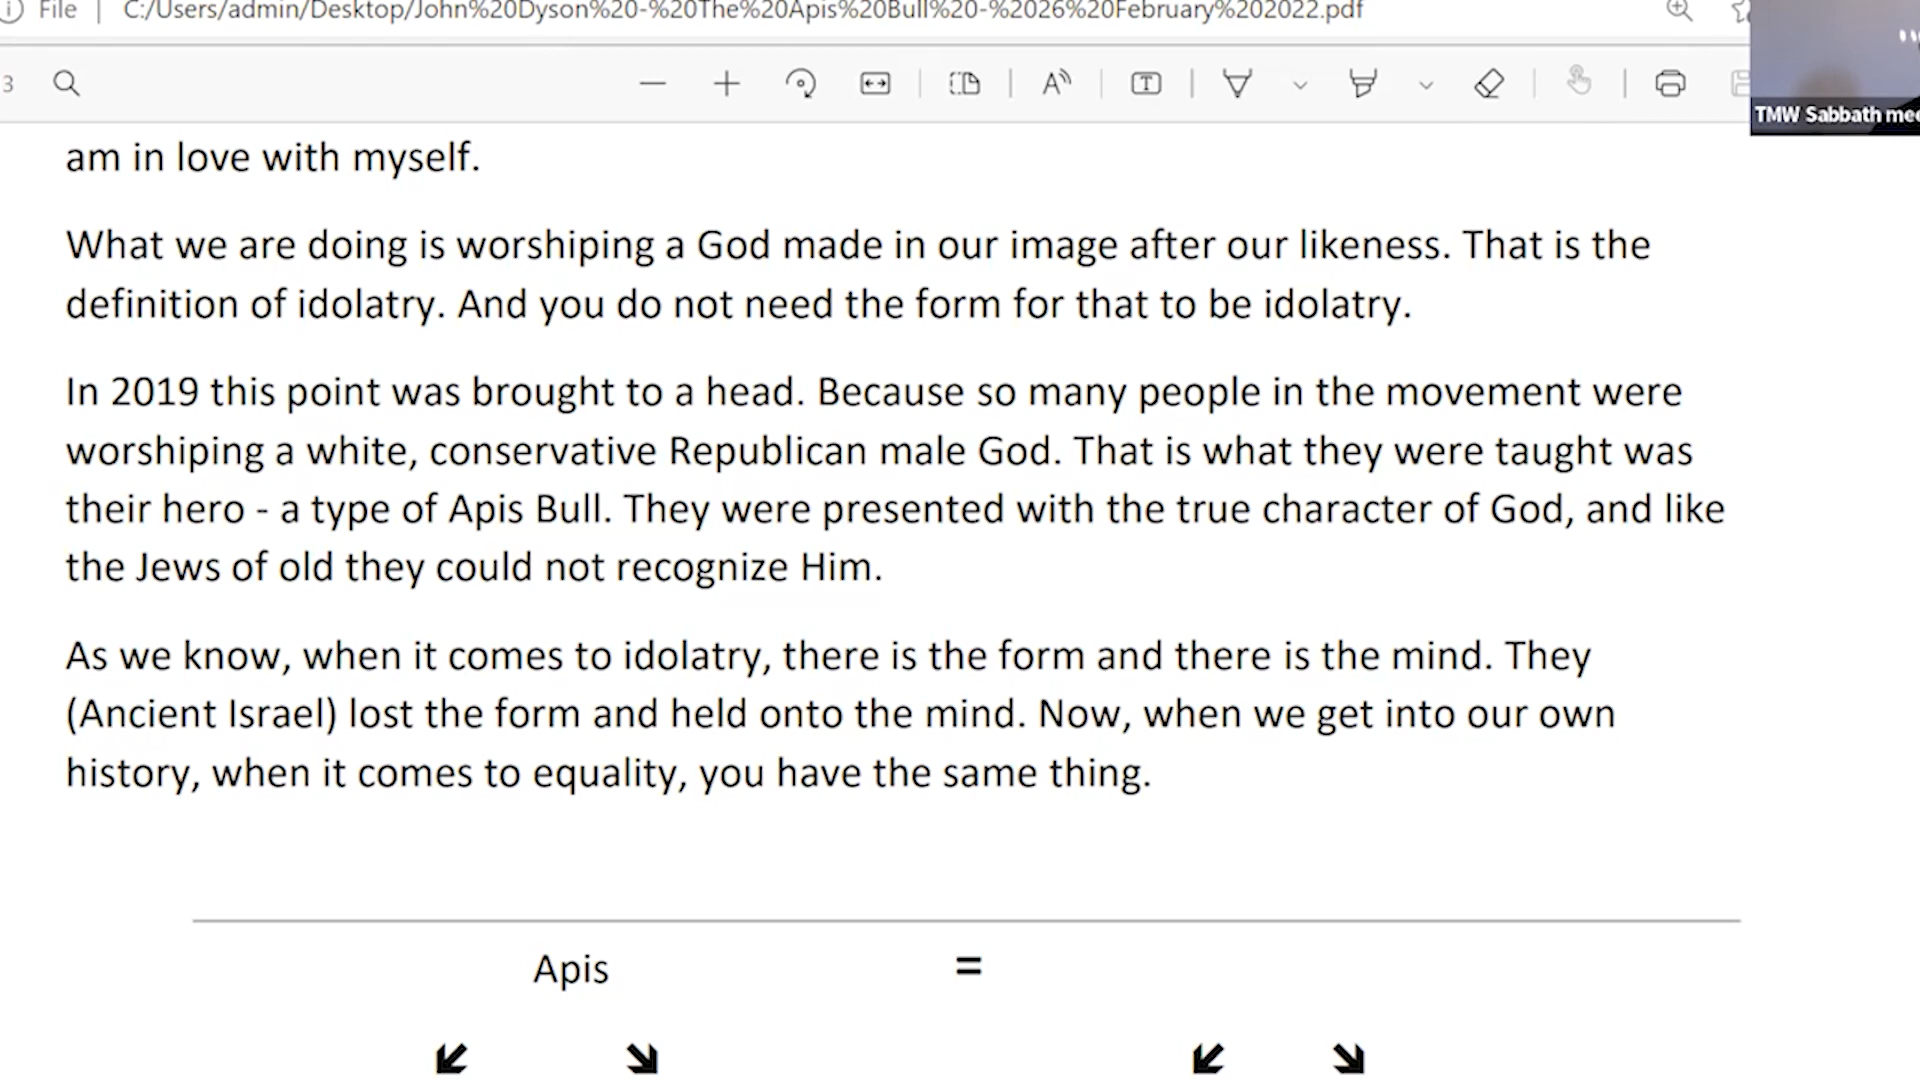 File | C:/Users/admin/Desktop/John%20Dyson%20-%20The%20Apis%20Bull%20-%2026%20February%202022.pdf
3
TMW Sabbath mee
am in love with myself.
What we are doing is worshiping a God made in our image after our likeness. That is the
definition of idolatry. And you do not need the form for that to be idolatry.
In 2019 this point was brought to a head. Because so many people in the movement were
worshiping a white, conservative Republican male God. That is what they were taught was
their hero - a type of Apis Bull. They were presented with the true character of God, and like
the Jews of old they could not recognize Him.
As we know, when it comes to idolatry, there is the form and there is the mind. They
(Ancient Israel) lost the form and held onto the mind. Now, when we get into our own
history, when it comes to equality, you have the same thing.
Apis =